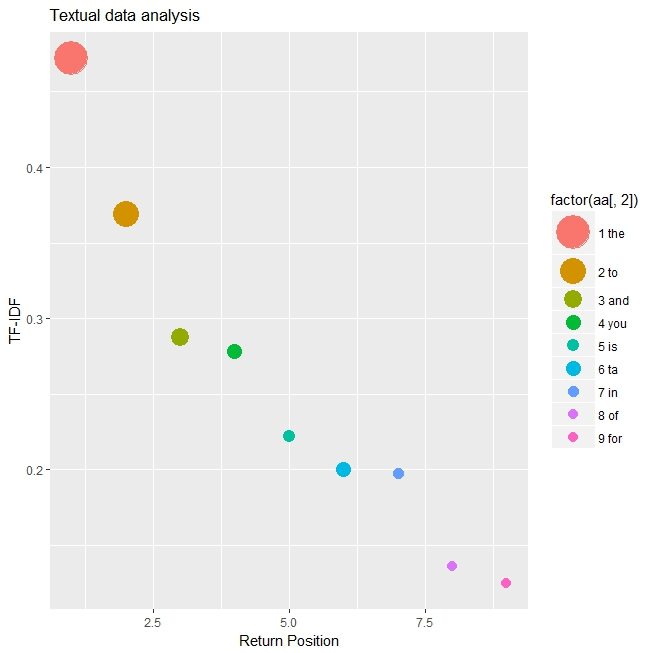 Textual data analysis
TF-IDF
0.4
0.3
0.2
2.5
5.0
7.5
Return Position
factor(aa[, 2])
1 the
2 to
3 and
4 you
5 is
6 ta
7 in
8 of
9 for